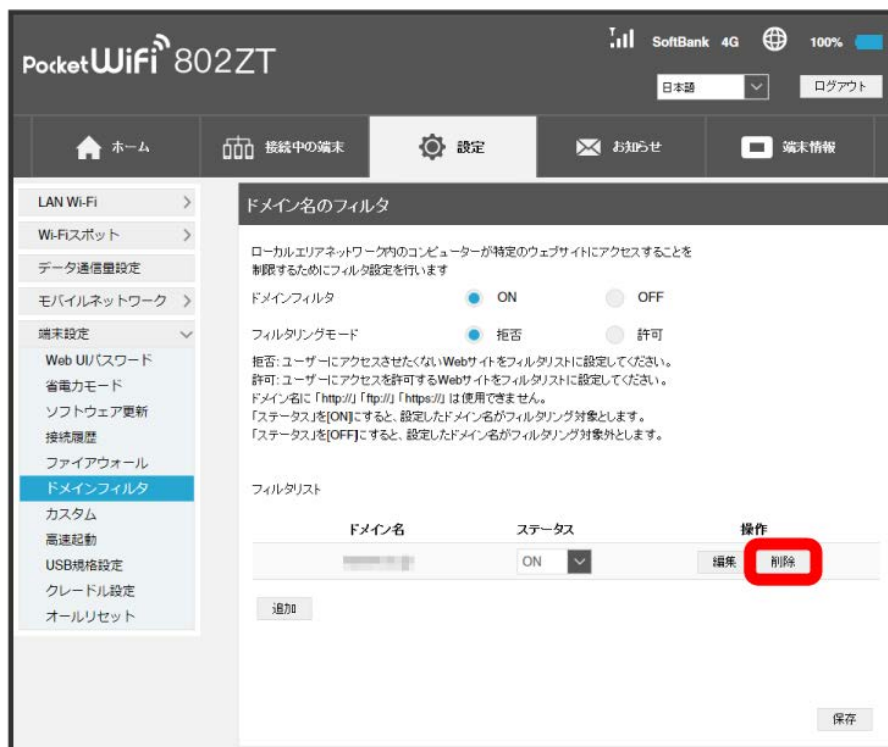 PocketWiFi 802ZT
SoftBank 4G 100%
日本語 ログアウト
ホーム 接続中の端末 設定 お知らせ 端末情報
LAN Wi-Fi
Wi-Fiスポット
データ通信量設定
モバイルネットワーク
端末設定
Web UIパスワード
省電力モード
ソフトウェア更新
接続履歴
ファイアウォール
ドメインフィルタ
カスタム
高速起動
USB規格設定
クレードル設定
オールリセット
ドメイン名のフィルタ
ローカルエリアネットワーク内のコンピューターが特定のウェブサイトにアクセスすることを
制限するためにフィルタ設定を行います
ドメインフィルタ ON OFF
フィルタリングモード 拒否 許可
拒否: ユーザーにアクセスさせたくないWebサイトをフィルタリストに設定してください。
許可: ユーザーにアクセスを許可するWebサイトをフィルタリストに設定してください。
ドメイン名に「http://」「ftp://」「https://」は使用できません。
「ステータス」を[ON]にすると、設定したドメイン名がフィルタリング対象とします。
「ステータス」を[OFF]にすると、設定したドメイン名がフィルタリング対象外とします。
フィルタリスト
ドメイン名 ステータス 操作
ON 編集 削除
追加
保存